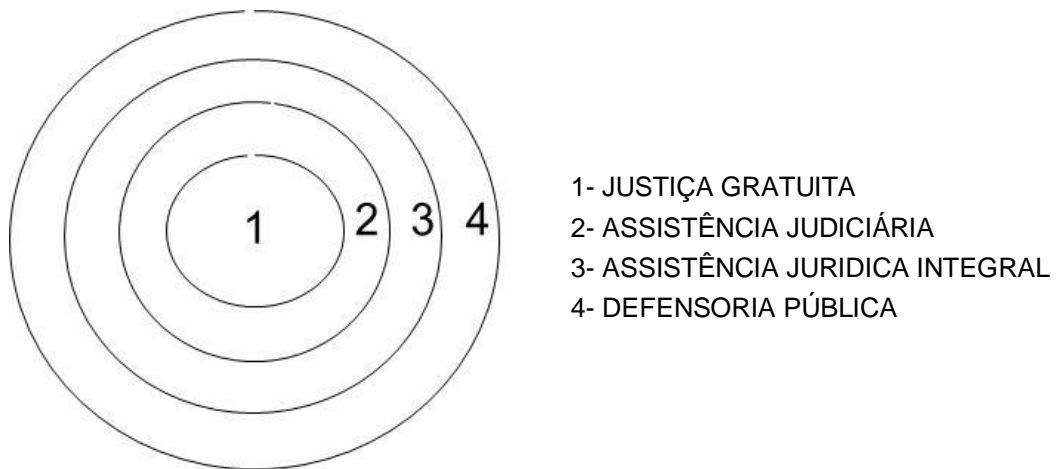 1 2 3 4
1- JUSTIÇA GRATUITA
2- ASSISTÊNCIA JUDICIÁRIA
3- ASSISTÊNCIA JURIDICA INTEGRAL
4- DEFENSORIA PÚBLICA